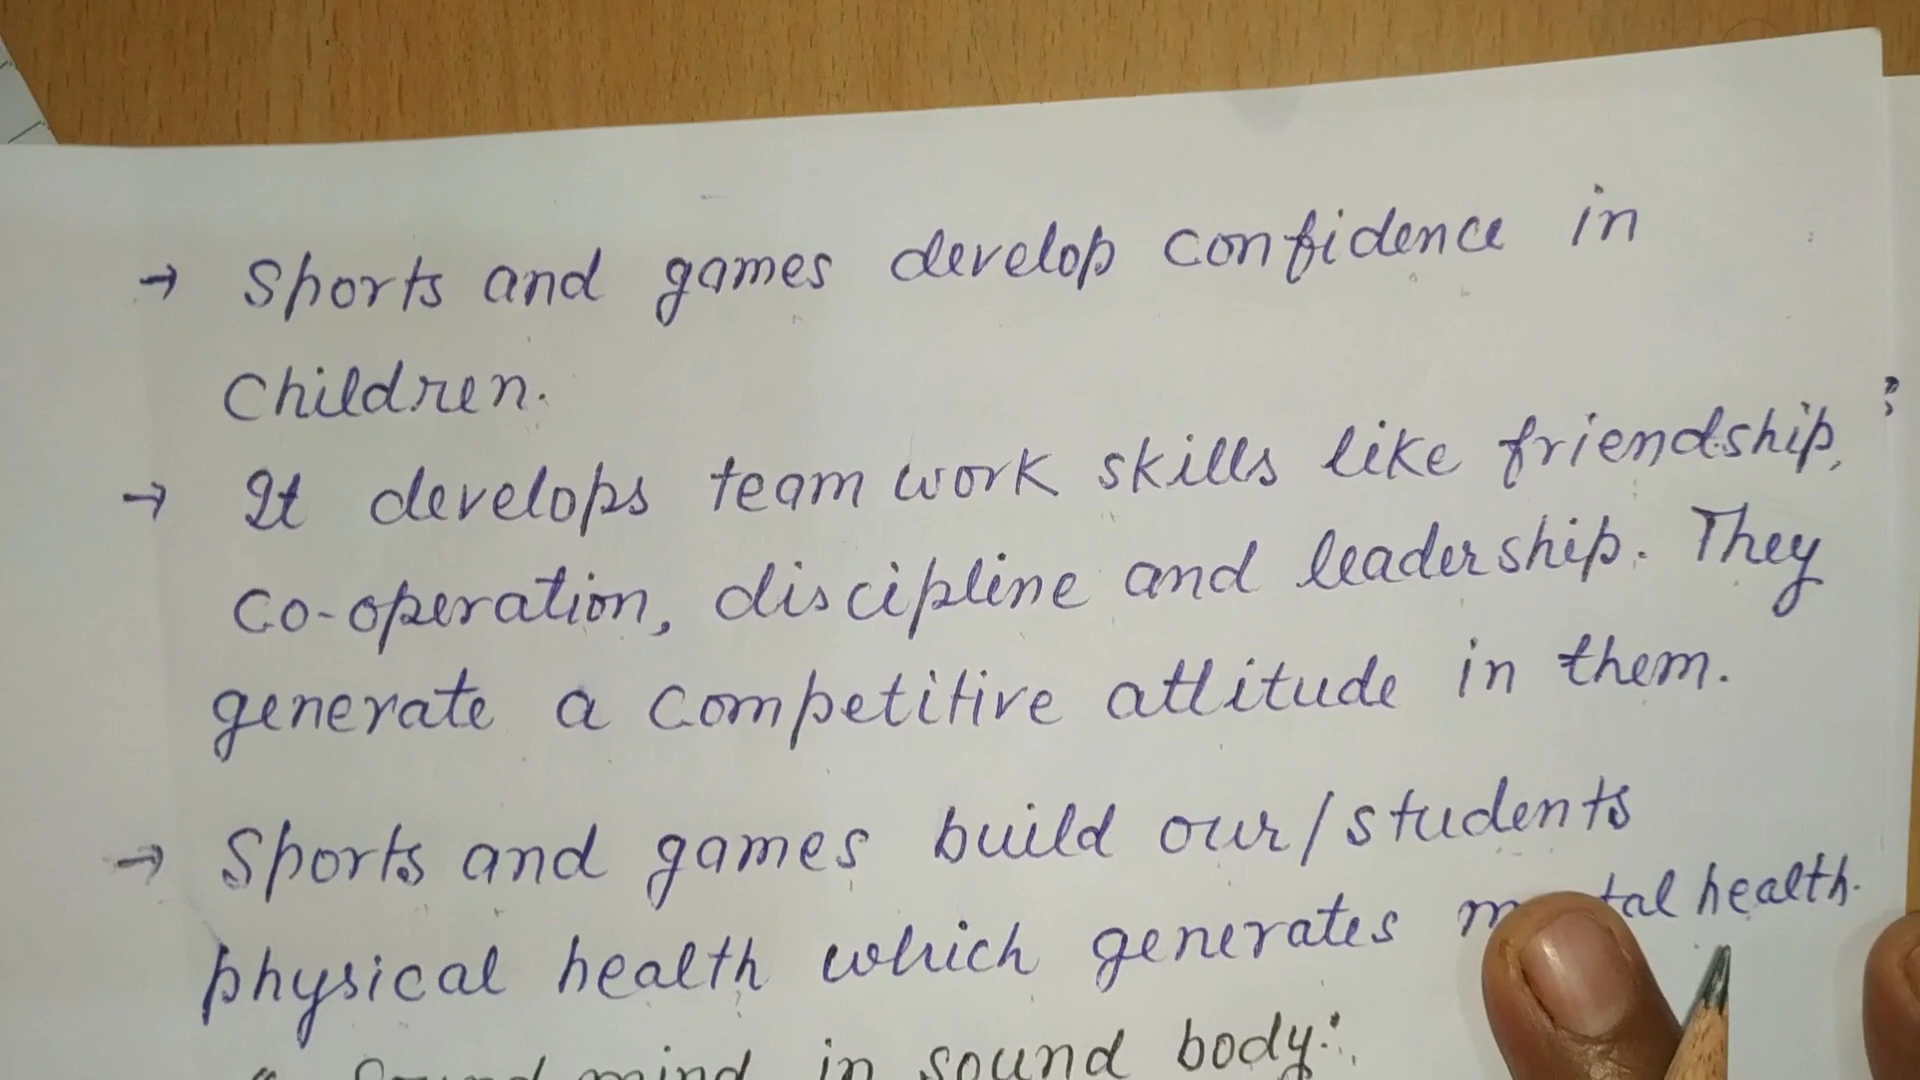 → Sports and games develop confidence in
Children.
→ It develops team work skills like friendship,
co-operation, discipline and leadership. They
generate a competitive attitude in them.
→ Sports and games build our/students
physical health which generates health.
mind in sound body